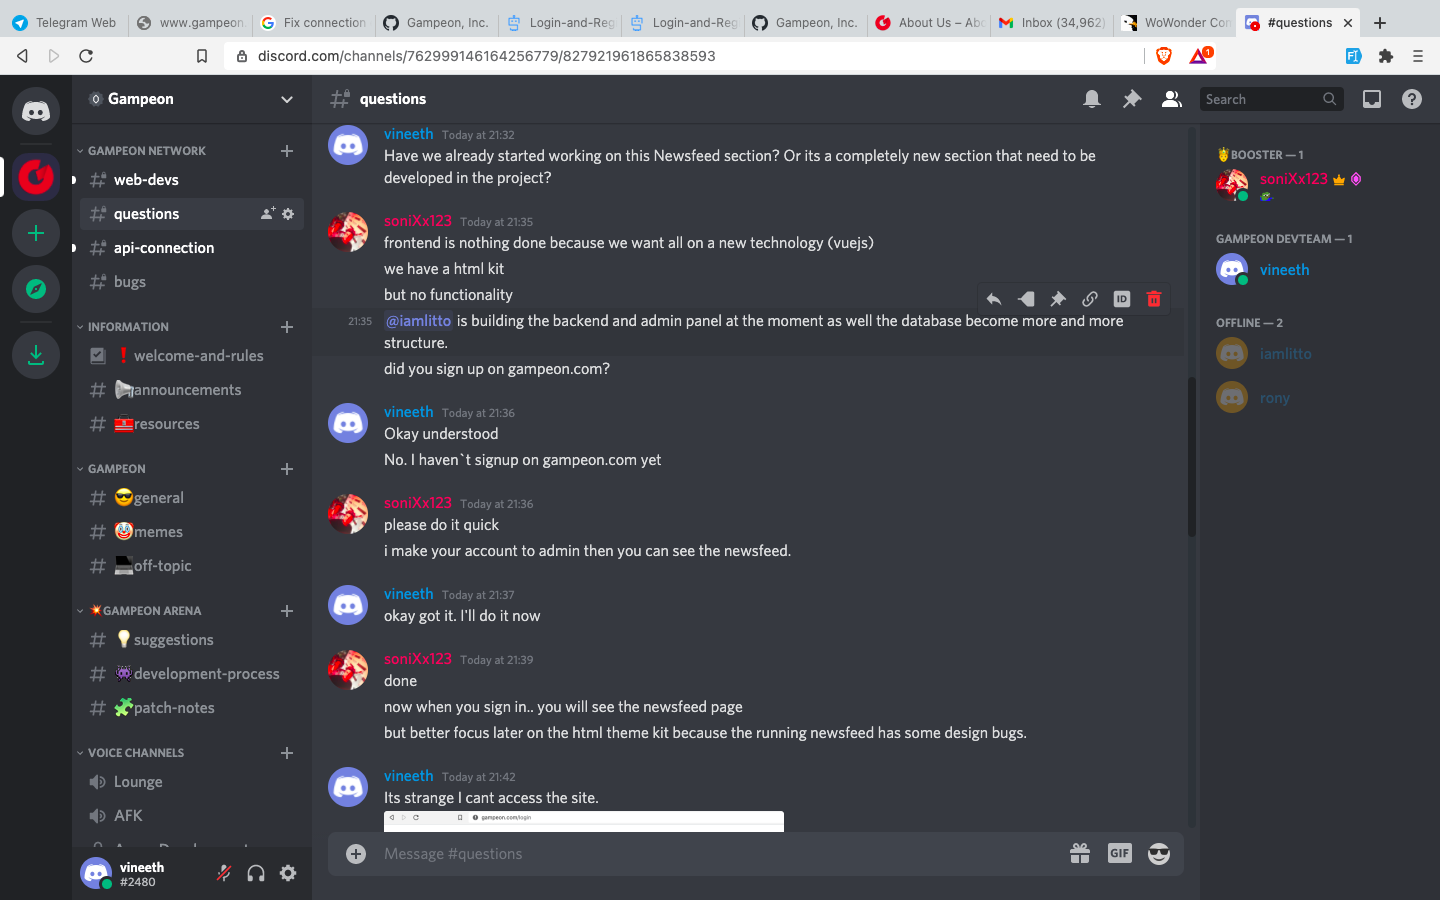 Telegram Web
www.gampeon.
Fix connection
Gampeon, Inc.
Login-and-Reg
Login-and-Reg
Gampeon, Inc.
About Us – Abo
Inbox (34,962)
WoWonder Con
#questions
discord.com/channels/762999146164256779/827921961865838593
1
Gampeon
questions
Search
GAMPEON NETWORK
web-devs
questions
api-connection
bugs
INFORMATION
welcome-and-rules
announcements
resources
GAMPEON
general
memes
off-topic
GAMPEON ARENA
suggestions
development-process
patch-notes
VOICE CHANNELS
Lounge
AFK
vineeth
#2480
vineeth Today at 21:32
Have we already started working on this Newsfeed section? Or its a completely new section that need to be
developed in the project?
soniXx123 Today at 21:35
frontend is nothing done because we want all on a new technology (vuejs)
we have a html kit
but no functionality
ID
21:35 @iamlitto is building the backend and admin panel at the moment as well the database become more and more
structure.
did you sign up on gampeon.com?
vineeth Today at 21:36
Okay understood
No. I haven`t signup on gampeon.com yet
soniXx123 Today at 21:36
please do it quick
i make your account to admin then you can see the newsfeed.
vineeth Today at 21:37
okay got it. I'll do it now
soniXx123 Today at 21:39
done
now when you sign in.. you will see the newsfeed page
but better focus later on the html theme kit because the running newsfeed has some design bugs.
vineeth Today at 21:42
Its strange I cant access the site.
gampeon.com/login
Message #questions
GIF
BOOSTER — 1
soniXx123
GAMPEON DEVTEAM — 1
vineeth
OFFLINE — 2
iamlitto
rony